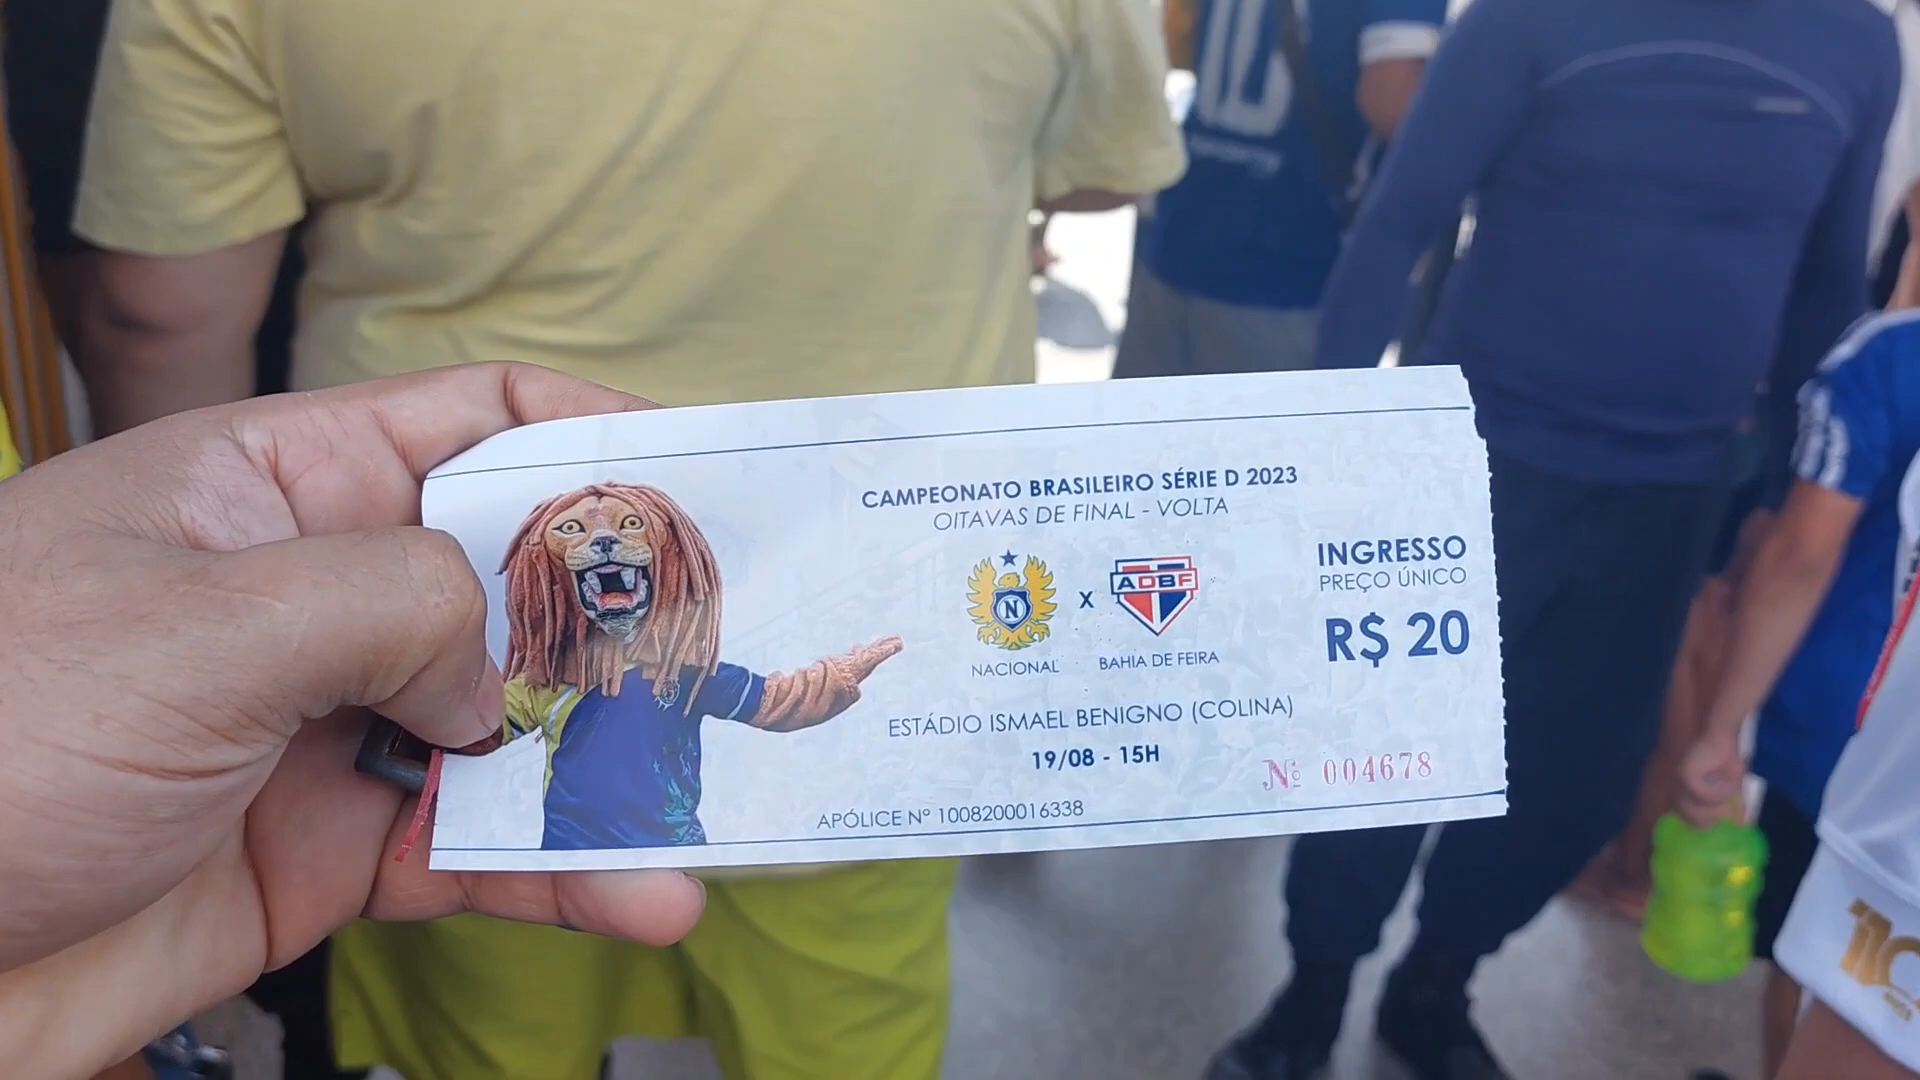 10
CAMPEONATO BRASILEIRO SÉRIE D 2023
OITAVAS DE FINAL - VOLTA
N
X
ADBF
NACIONAL
BAHIA DE FEIRA
INGRESSO
PREÇO ÚNICO
R$ 20
ESTÁDIO ISMAEL BENIGNO (COLINA)
19/08 - 15H
Nº 004678
APÓLICE Nº 1008200016338